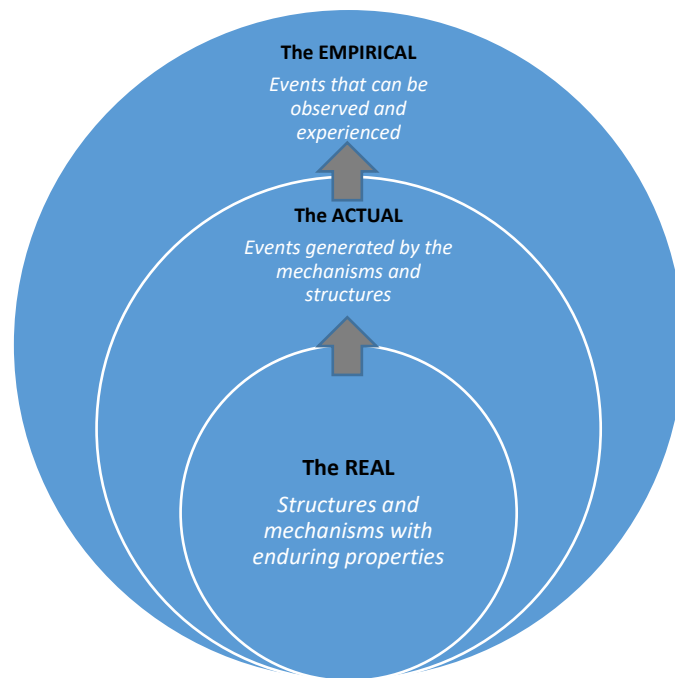 The EMPIRICAL
Events that can be
observed and
experienced
The ACTUAL
Events generated by the
mechanisms and
structures
The REAL
Structures and
mechanisms with
enduring properties